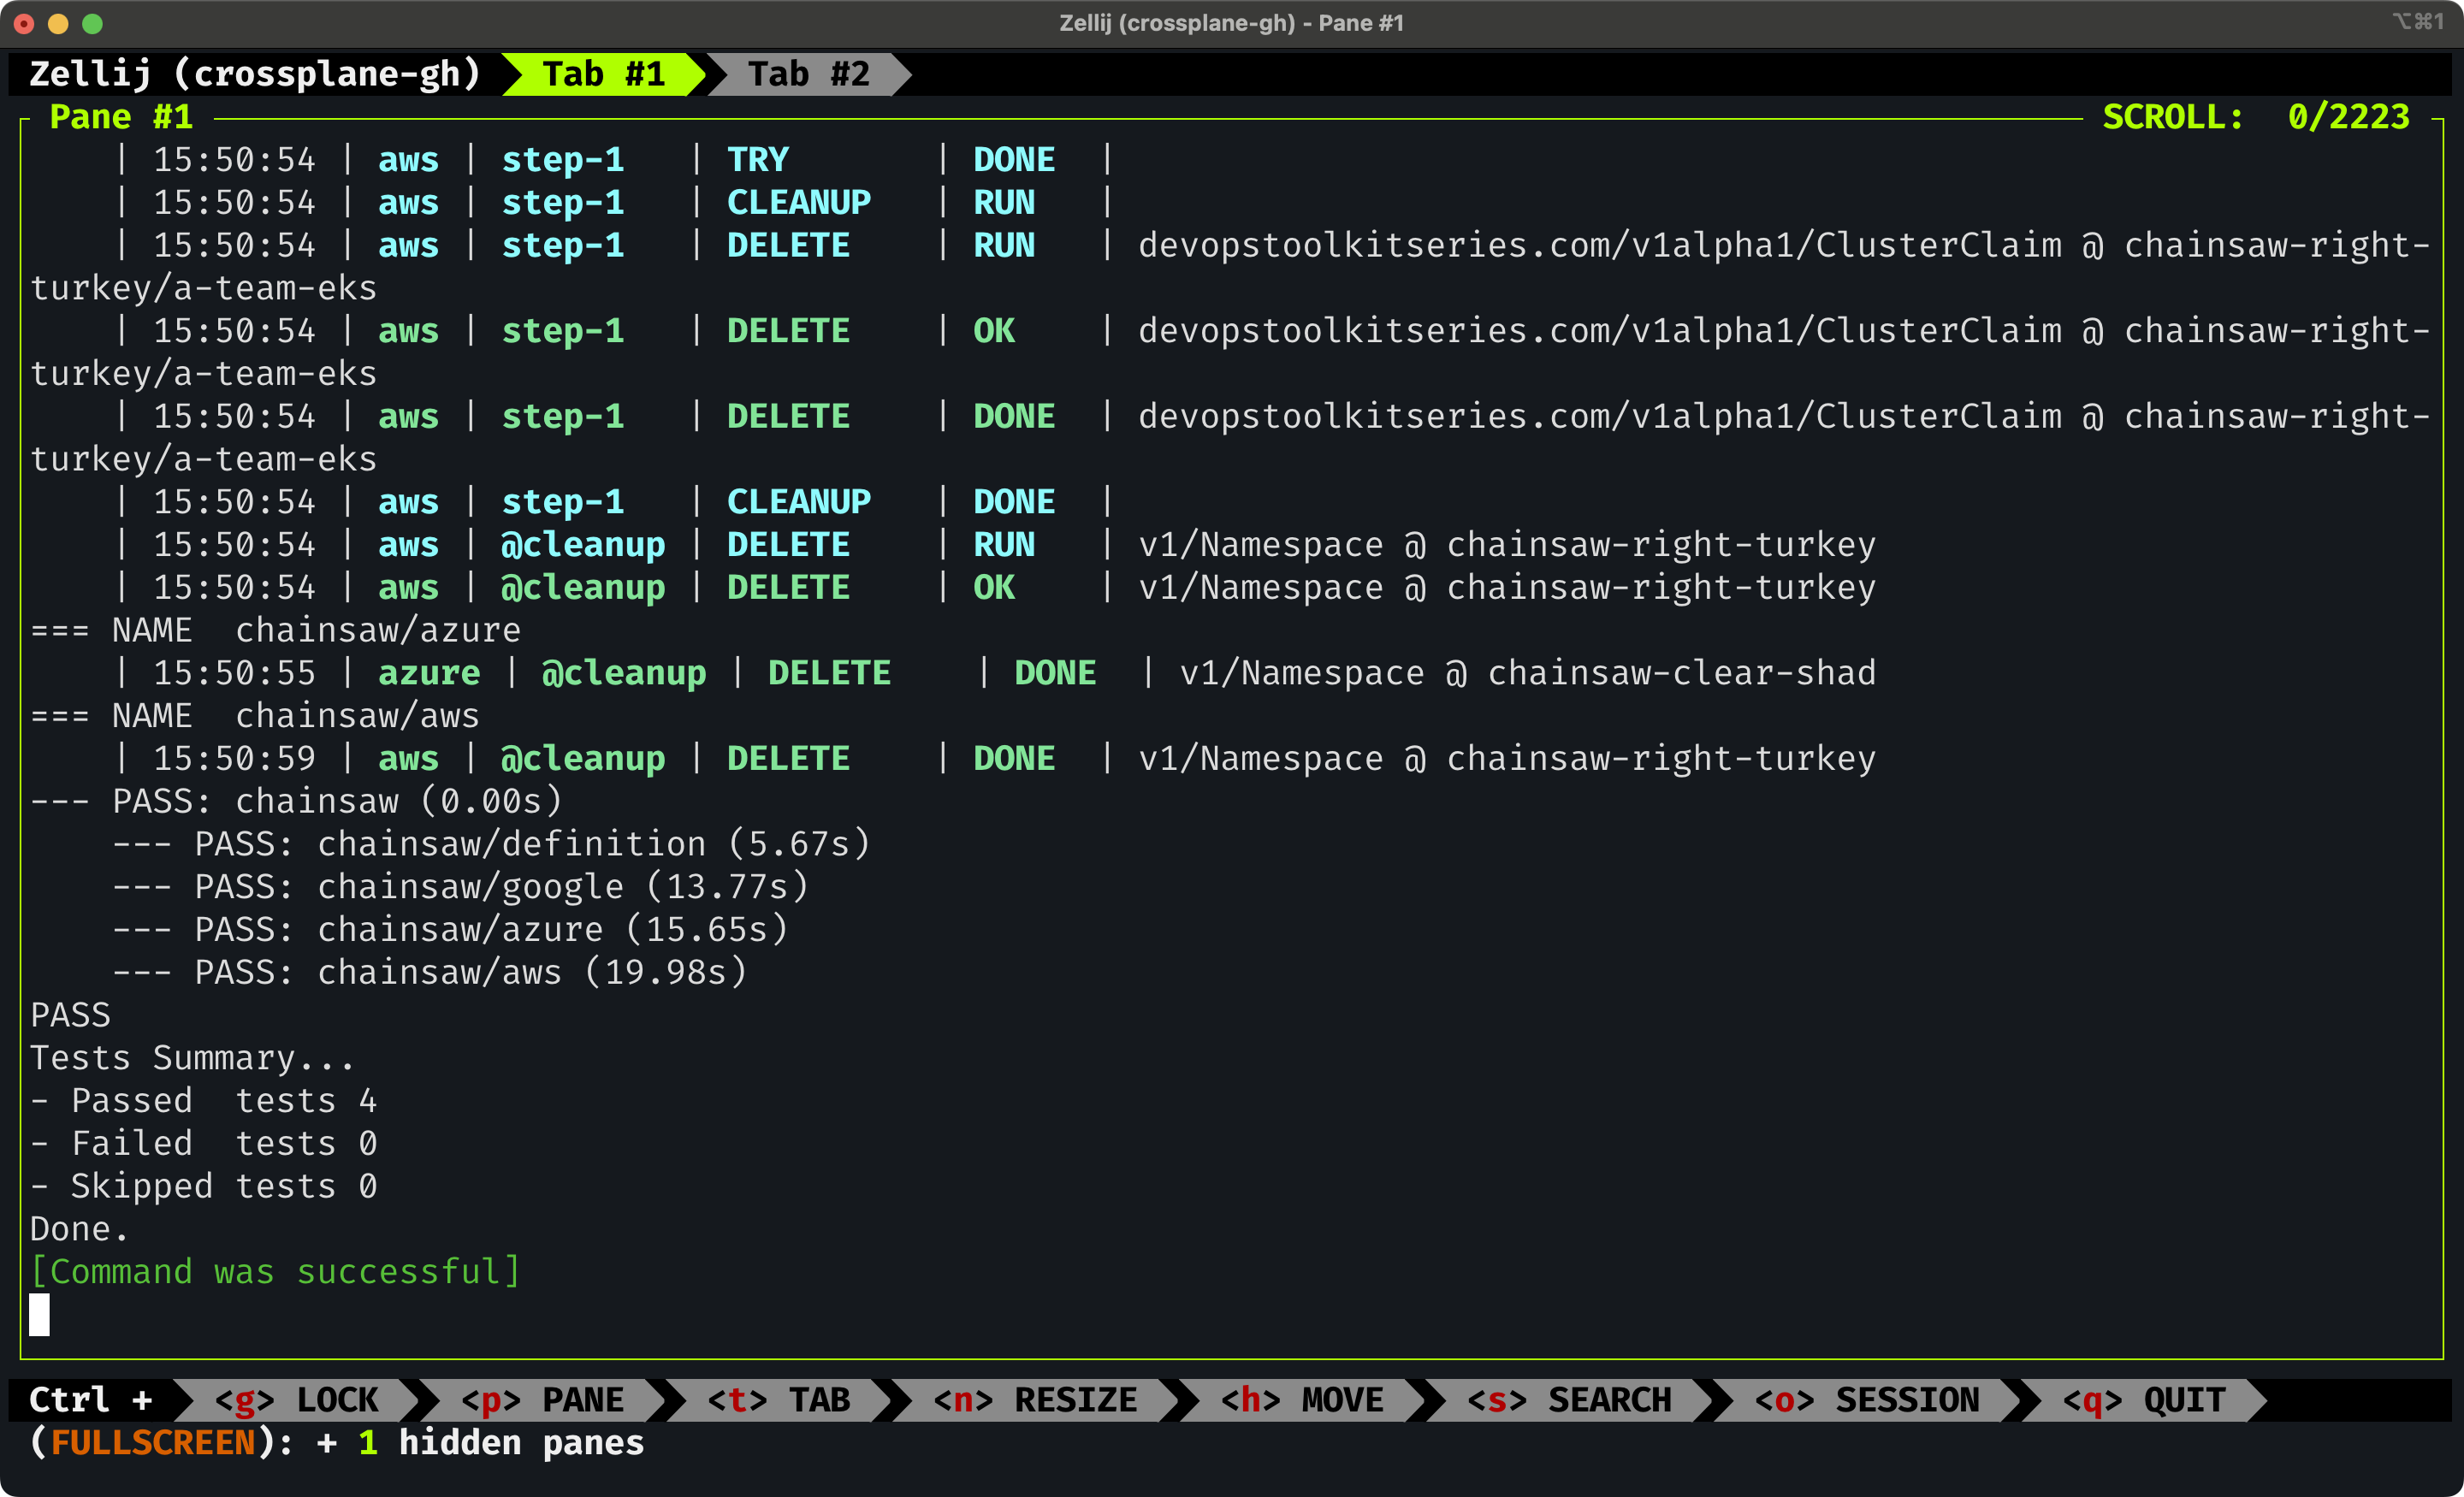 Zellij (crossplane-gh) - Pane #1 ⌥⌘1
Zellij (crossplane-gh) Tab #1 Tab #2
Pane #1 SCROLL: 0/2223
| 15:50:54 | aws | step-1 | TRY | DONE |
| 15:50:54 | aws | step-1 | CLEANUP | RUN |
| 15:50:54 | aws | step-1 | DELETE | RUN | devopstoolkitseries.com/v1alpha1/ClusterClaim @ chainsaw-right-
turkey/a-team-eks
| 15:50:54 | aws | step-1 | DELETE | OK | devopstoolkitseries.com/v1alpha1/ClusterClaim @ chainsaw-right-
turkey/a-team-eks
| 15:50:54 | aws | step-1 | DELETE | DONE | devopstoolkitseries.com/v1alpha1/ClusterClaim @ chainsaw-right-
turkey/a-team-eks
| 15:50:54 | aws | step-1 | CLEANUP | DONE |
| 15:50:54 | aws | @cleanup | DELETE | RUN | v1/Namespace @ chainsaw-right-turkey
| 15:50:54 | aws | @cleanup | DELETE | OK | v1/Namespace @ chainsaw-right-turkey
=== NAME  chainsaw/azure
| 15:50:55 | azure | @cleanup | DELETE | DONE | v1/Namespace @ chainsaw-clear-shad
=== NAME  chainsaw/aws
| 15:50:59 | aws | @cleanup | DELETE | DONE | v1/Namespace @ chainsaw-right-turkey
--- PASS: chainsaw (0.00s)
--- PASS: chainsaw/definition (5.67s)
--- PASS: chainsaw/google (13.77s)
--- PASS: chainsaw/azure (15.65s)
--- PASS: chainsaw/aws (19.98s)
PASS
Tests Summary...
- Passed  tests 4
- Failed  tests 0
- Skipped tests 0
Done.
[Command was successful]
Ctrl + <g> LOCK <p> PANE <t> TAB <n> RESIZE <h> MOVE <s> SEARCH <o> SESSION <q> QUIT
(FULLSCREEN): + 1 hidden panes